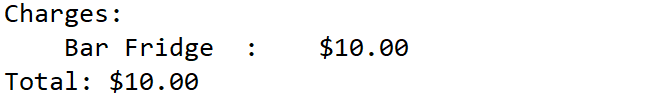 Charges:
    Bar Fridge  :    $10.00
Total: $10.00